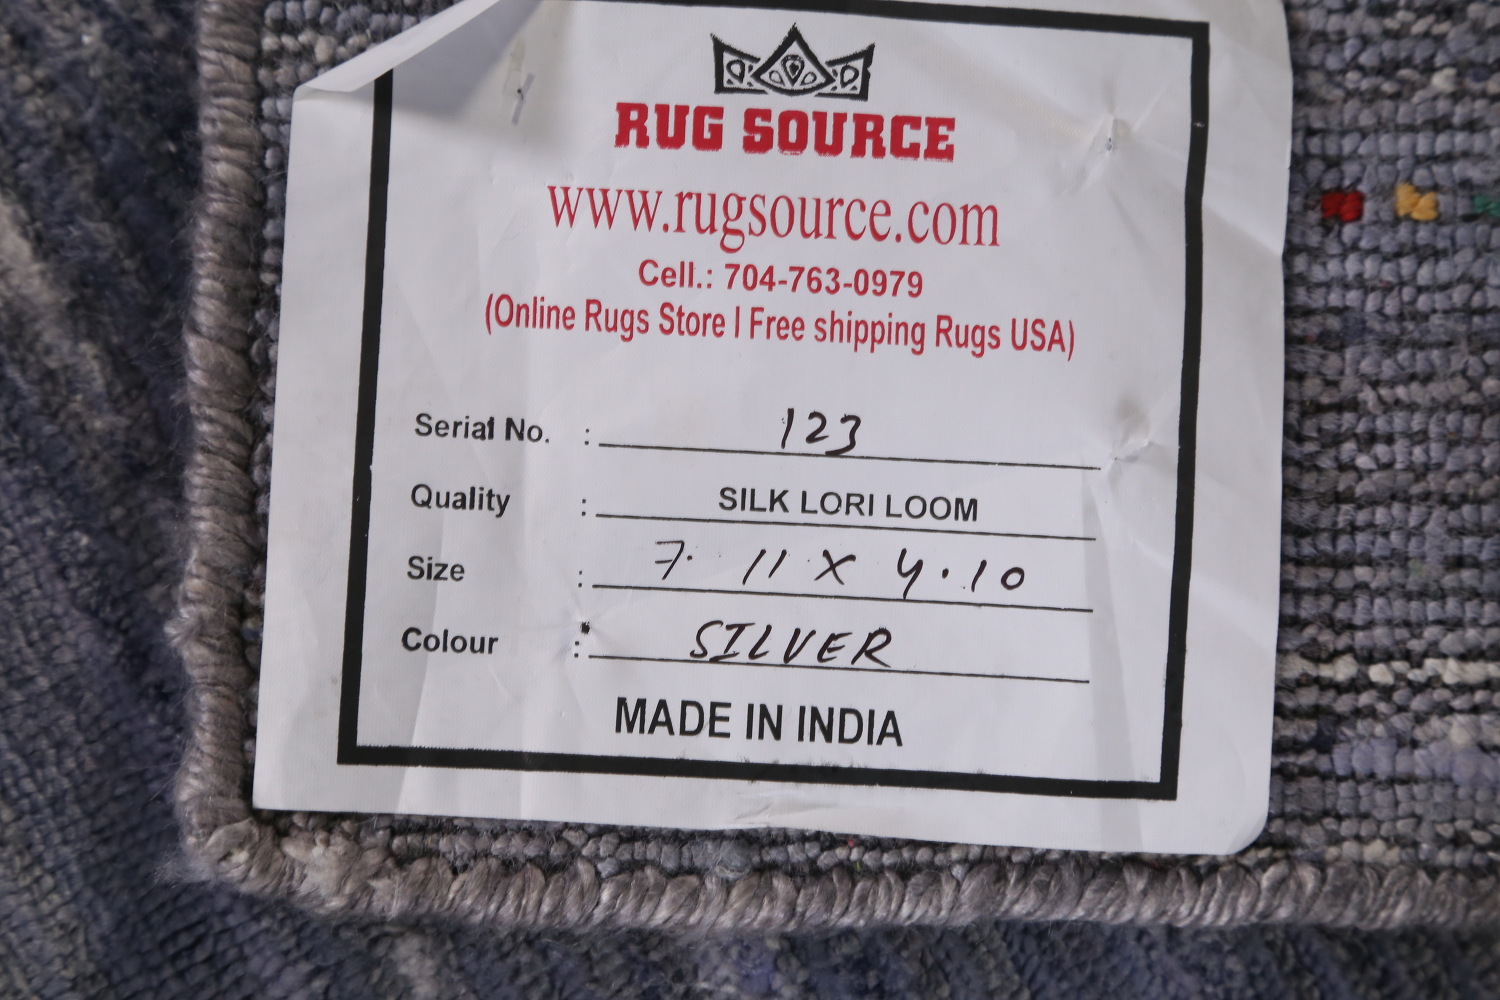 RUG SOURCE
www.rugsource.com
Cell.: 704-763-0979
(Online Rugs Store I Free shipping Rugs USA)
Serial No. : 123
Quality : SILK LORI LOOM
Size : 7. 11 X 4.10
Colour : SILVER
MADE IN INDIA